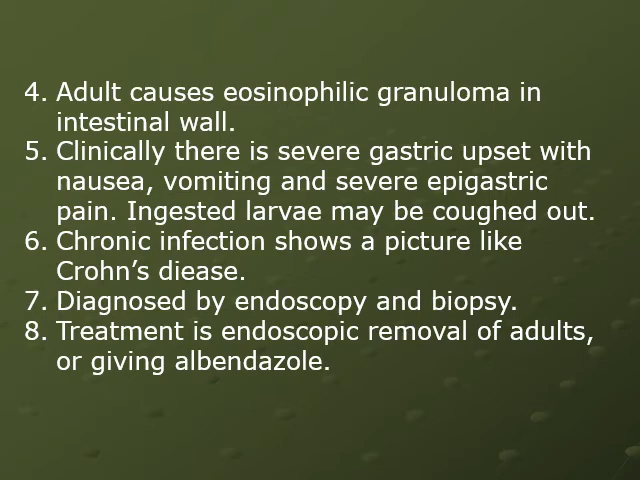 4. Adult causes eosinophilic granuloma in
intestinal wall.
5. Clinically there is severe gastric upset with
nausea, vomiting and severe epigastric
pain. Ingested larvae may be coughed out.
6. Chronic infection shows a picture like
Crohn’s diease.
7. Diagnosed by endoscopy and biopsy.
8. Treatment is endoscopic removal of adults,
or giving albendazole.